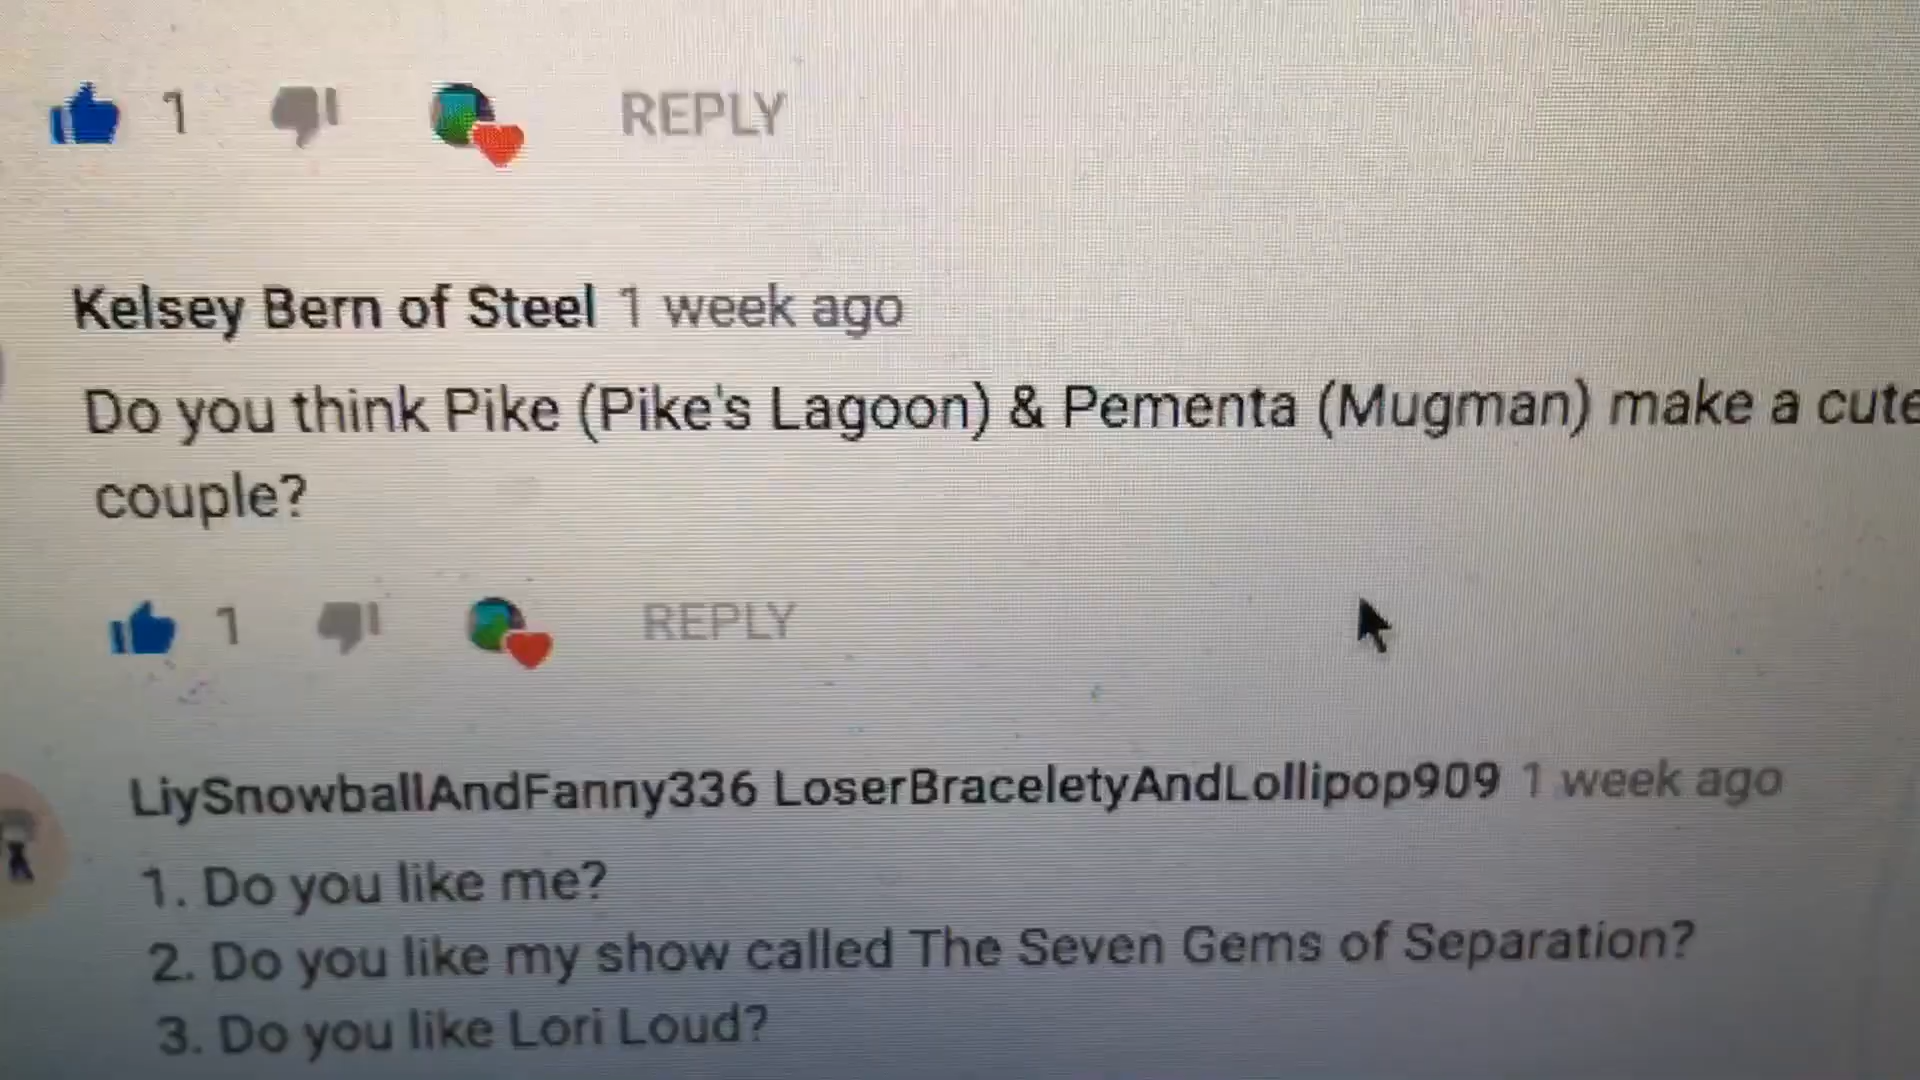 1 REPLY
Kelsey Bern of Steel 1 week ago
Do you think Pike (Pike's Lagoon) & Pementa (Mugman) make a cute
couple?
1 REPLY
LiySnowballAndFanny336 LoserBraceletyAndLollipop909 1 week ago
1. Do you like me?
2. Do you like my show called The Seven Gems of Separation?
3. Do you like Lori Loud?